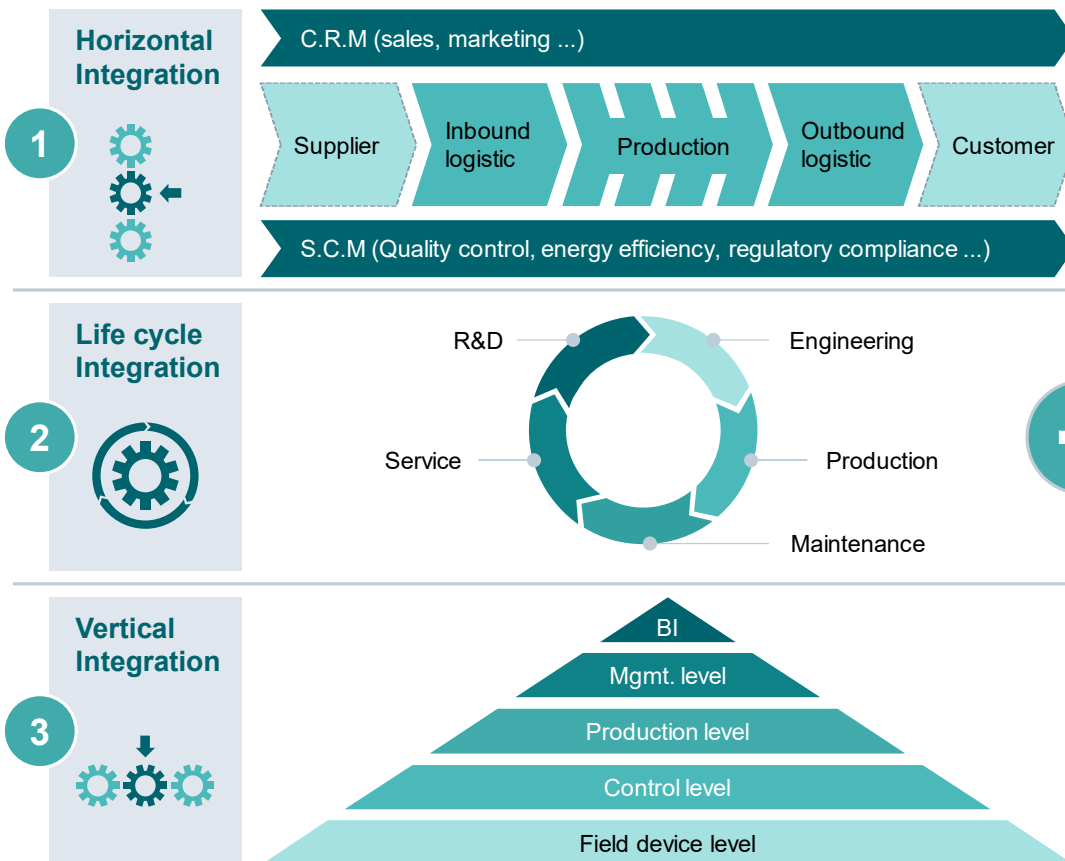 Horizontal
Integration
1
C.R.M (sales, marketing ...)
Supplier
Inbound
logistic
Production
Outbound
logistic
Customer
S.C.M (Quality control, energy efficiency, regulatory compliance ...)
Life cycle
Integration
2
R&D
Engineering
Service
Production
Maintenance
Vertical
Integration
3
BI
Mgmt. level
Production level
Control level
Field device level